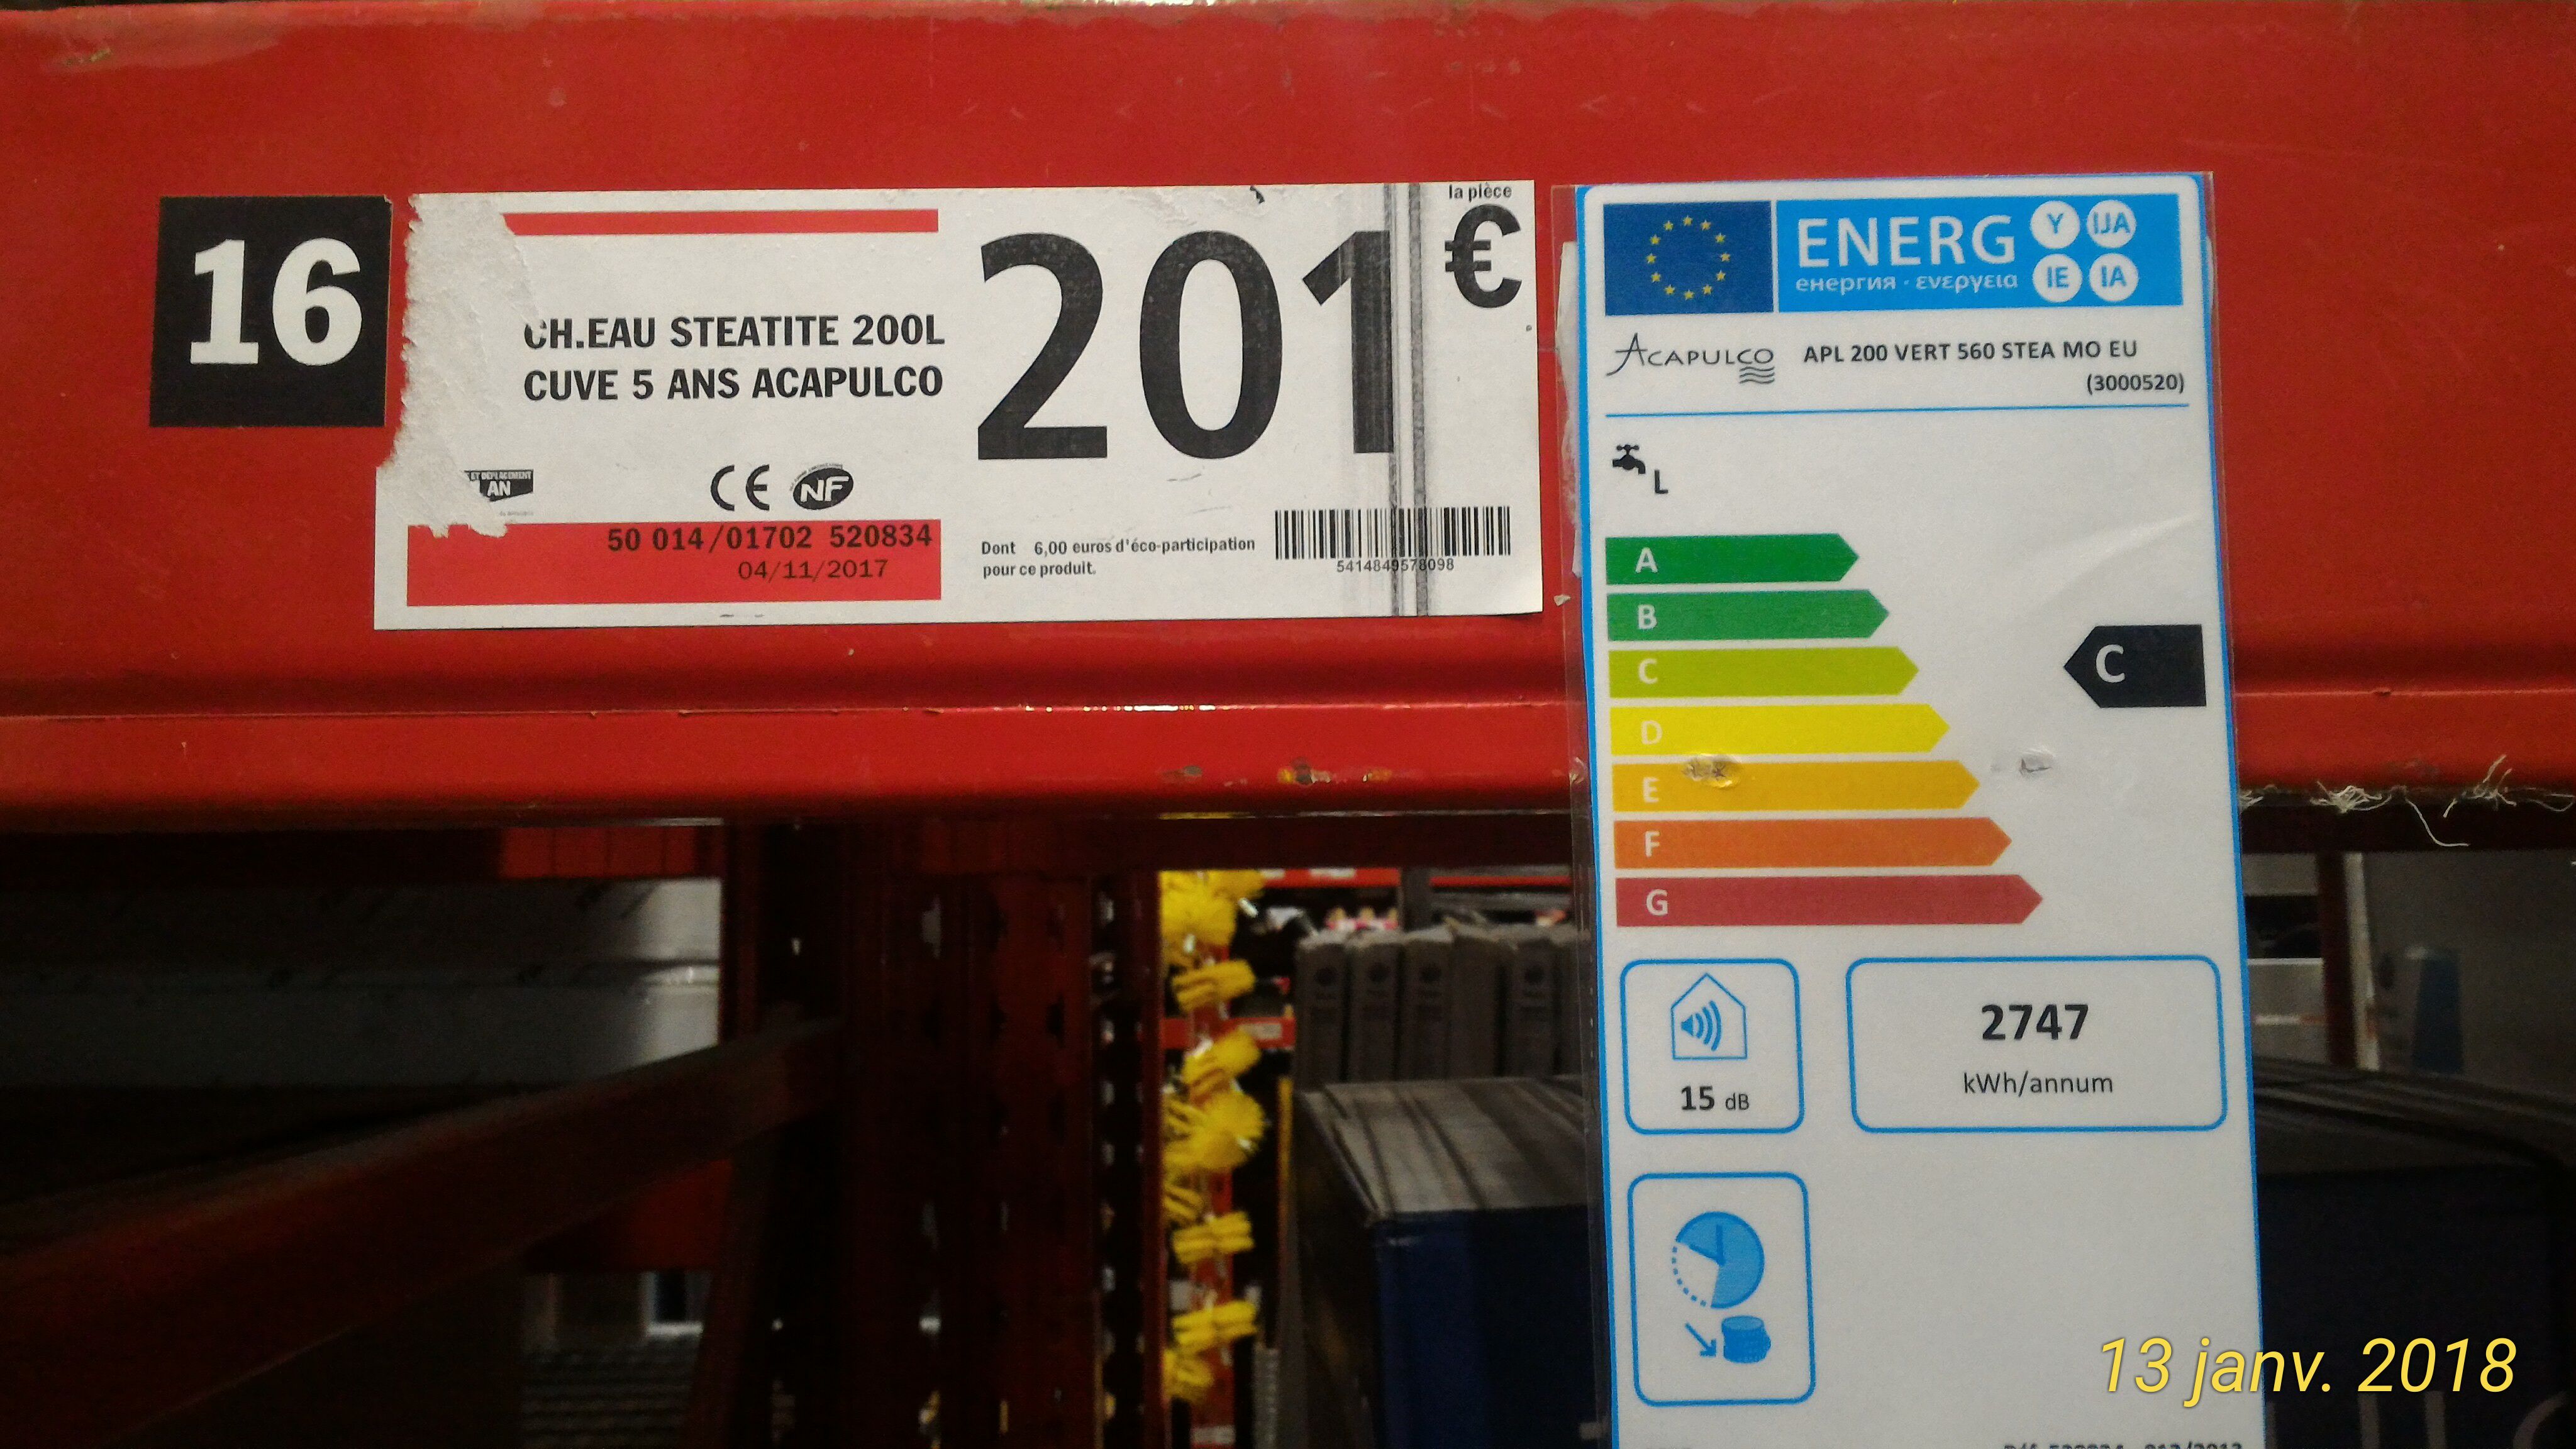 16
la pièce
CH.EAU STEATITE 200L
CUVE 5 ANS ACAPULCO
201 €
ET DEPLACEMENT
AN
CE NF
50 014/01702 520834
04/11/2017
Dont 6,00 euros d'éco-participation
pour ce produit.
5414849578098
ENERG Y IJA
енергия · ενεργεια IE IA
ACAPULCO APL 200 VERT 560 STEA MO EU
(3000520)
L
A
B
C
C
D
E
F
G
15 dB
2747
kWh/annum
13 janv. 2018